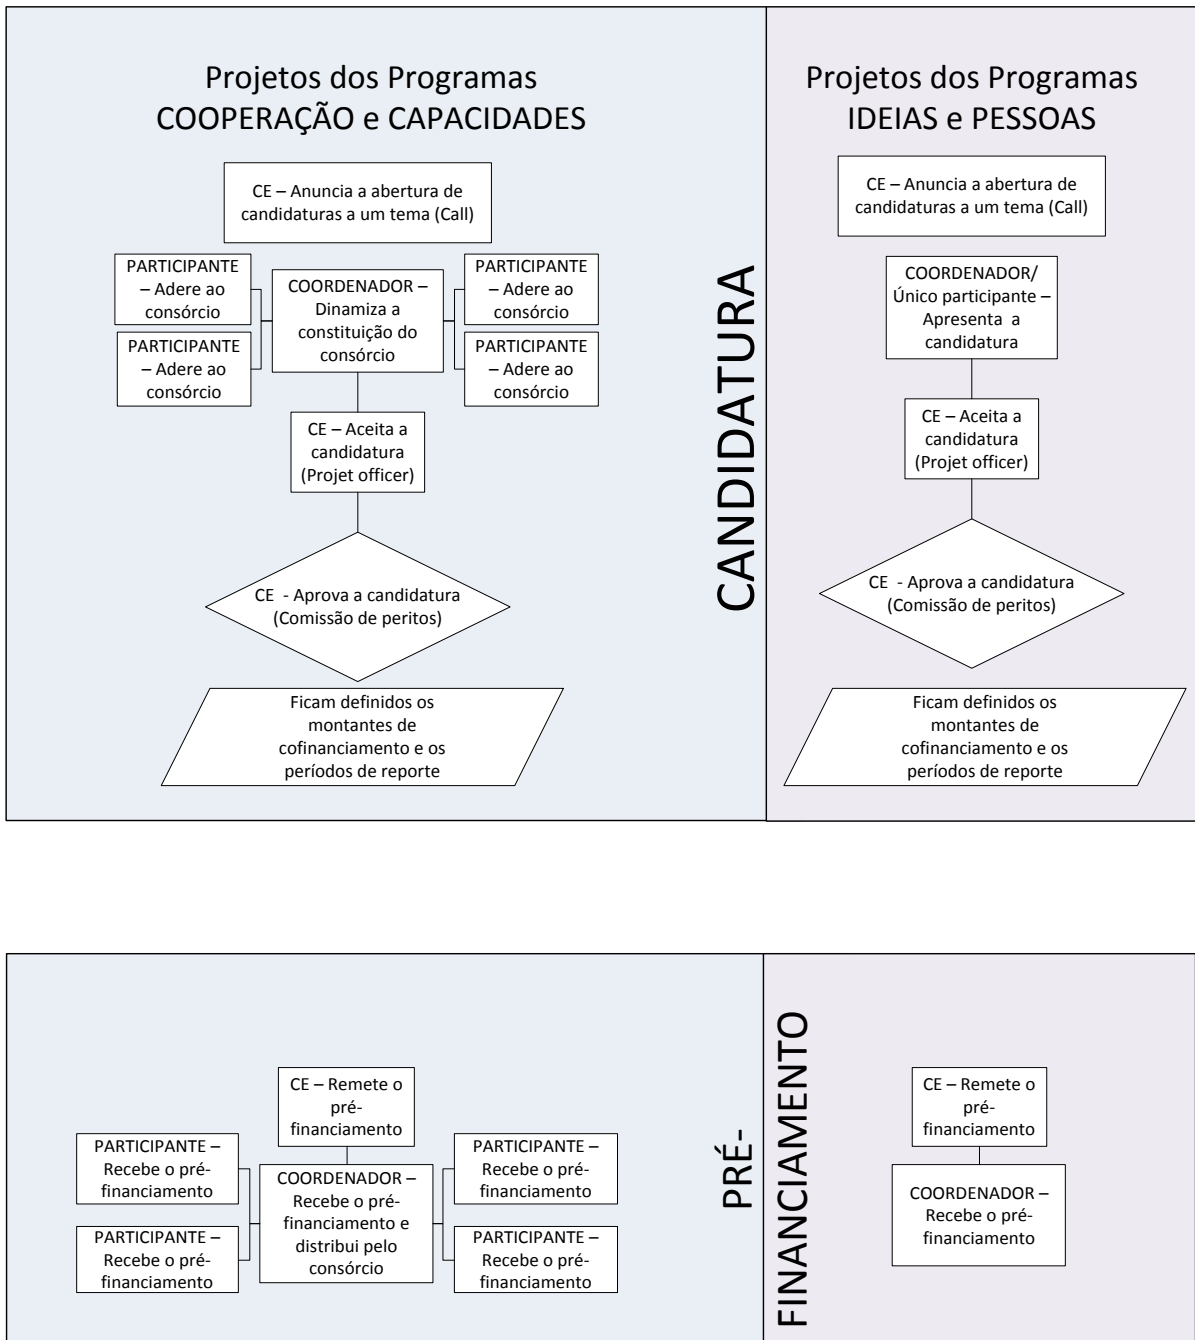 Projetos dos Programas
COOPERAÇÃO e CAPACIDADES
CE – Anuncia a abertura de
candidaturas a um tema (Call)
PARTICIPANTE
– Adere ao
consórcio
PARTICIPANTE
– Adere ao
consórcio
COORDENADOR –
Dinamiza a
constituição do
consórcio
PARTICIPANTE
– Adere ao
consórcio
PARTICIPANTE
– Adere ao
consórcio
CE – Aceita a
candidatura
(Projet officer)
CE - Aprova a candidatura
(Comissão de peritos)
Ficam definidos os
montantes de
cofinanciamento e os
períodos de reporte
CANDIDATURA
Projetos dos Programas
IDEIAS e PESSOAS
CE – Anuncia a abertura de
candidaturas a um tema (Call)
COORDENADOR/
Único participante –
Apresenta a
candidatura
CE – Aceita a
candidatura
(Projet officer)
CE - Aprova a candidatura
(Comissão de peritos)
Ficam definidos os
montantes de
cofinanciamento e os
períodos de reporte
CE – Remete o
pré-
financiamento
PARTICIPANTE –
Recebe o pré-
financiamento
PARTICIPANTE –
Recebe o pré-
financiamento
COORDENADOR –
Recebe o pré-
financiamento e
distribui pelo
consórcio
PARTICIPANTE –
Recebe o pré-
financiamento
PARTICIPANTE –
Recebe o pré-
financiamento
PRÉ-
FINANCIAMENTO
CE – Remete o
pré-
financiamento
COORDENADOR –
Recebe o pré-
financiamento